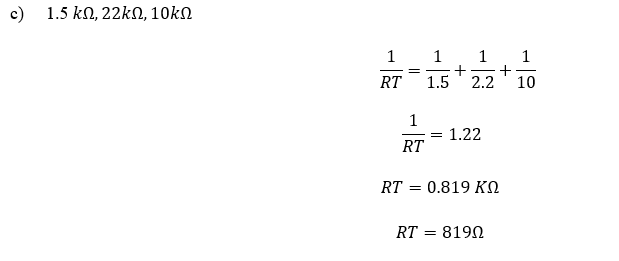 c) 1.5 kΩ, 22kΩ, 10kΩ
1/RT = 1/1.5 + 1/2.2 + 1/10
1/RT = 1.22
RT = 0.819 KΩ
RT = 819Ω